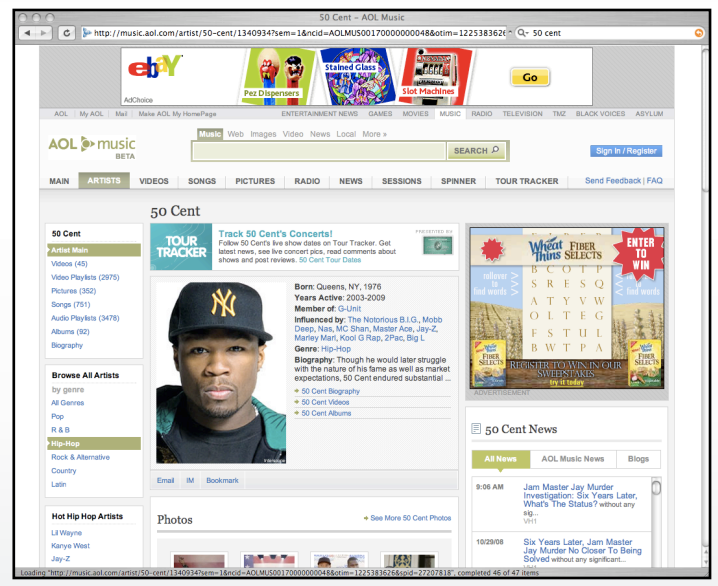 50 Cent – AOL Music
http://music.aol.com/artist/50-cent/1340934?sem=1&ncid=AOLMUS00170000000048&otim=1225383626
50 cent
ebaY
AdChoice
Pez Dispensers
Stained Glass
Slot Machines
Go
AOL | My AOL | Mail | Make AOL My HomePage
ENTERTAINMENT NEWS GAMES MOVIES MUSIC RADIO TELEVISION TMZ BLACK VOICES ASYLUM
AOL music
BETA
Music Web Images Video News Local More »
SEARCH
Sign In / Register
MAIN ARTISTS VIDEOS SONGS PICTURES RADIO NEWS SESSIONS SPINNER TOUR TRACKER Send Feedback | FAQ
50 Cent
50 Cent
Artist Main
Videos (45)
Video Playlists (2975)
Pictures (352)
Songs (751)
Audio Playlists (3478)
Albums (92)
Biography
Browse All Artists
by genre
All Genres
Pop
R & B
Hip-Hop
Rock & Alternative
Country
Latin
Hot Hip Hop Artists
Lil Wayne
Kanye West
Jay-Z
TOUR
TRACKER
Track 50 Cent's Concerts!
Follow 50 Cent's live show dates on Tour Tracker. Get
latest news, see live concert pics, read comments about
shows and post reviews. 50 Cent Tour Dates
PRESENTED BY
Born: Queens, NY, 1976
Years Active: 2003-2009
Member of: G-Unit
Influenced by: The Notorious B.I.G., Mobb
Deep, Nas, MC Shan, Master Ace, Jay-Z,
Marley Marl, Kool G Rap, 2Pac, Big L
Genre: Hip-Hop
Biography: Though he would later struggle
with the nature of his fame as well as market
expectations, 50 Cent endured substantial ...
50 Cent Biography
50 Cent Videos
50 Cent Albums
Email IM Bookmark
Photos
See More 50 Cent Photos
Wheat Thins FIBER SELECTS
ENTER
TO
WIN
rollover
to
find words
B C O T P
S R E S Q
A T Y V W
O L T E G
F S T U L
B W T P A
FIBER
SELECTS
FIBER
SELECTS
REGISTER TO WIN IN OUR
SWEEPSTAKES
try it today
ADVERTISEMENT
50 Cent News
All News AOL Music News Blogs
9:06 AM
Jam Master Jay Murder
Investigation: Six Years Later,
What's The Status? without any
sig...
VH1
10/29/08
Six Years Later, Jam Master
Jay Murder No Closer To Being
Solved without any significant...
VH1
Loading "http://music.aol.com/artist/50-cent/1340934?sem=1&ncid=AOLMUS00170000000048&otim=1225383626&spid=27207818", completed 46 of 47 items